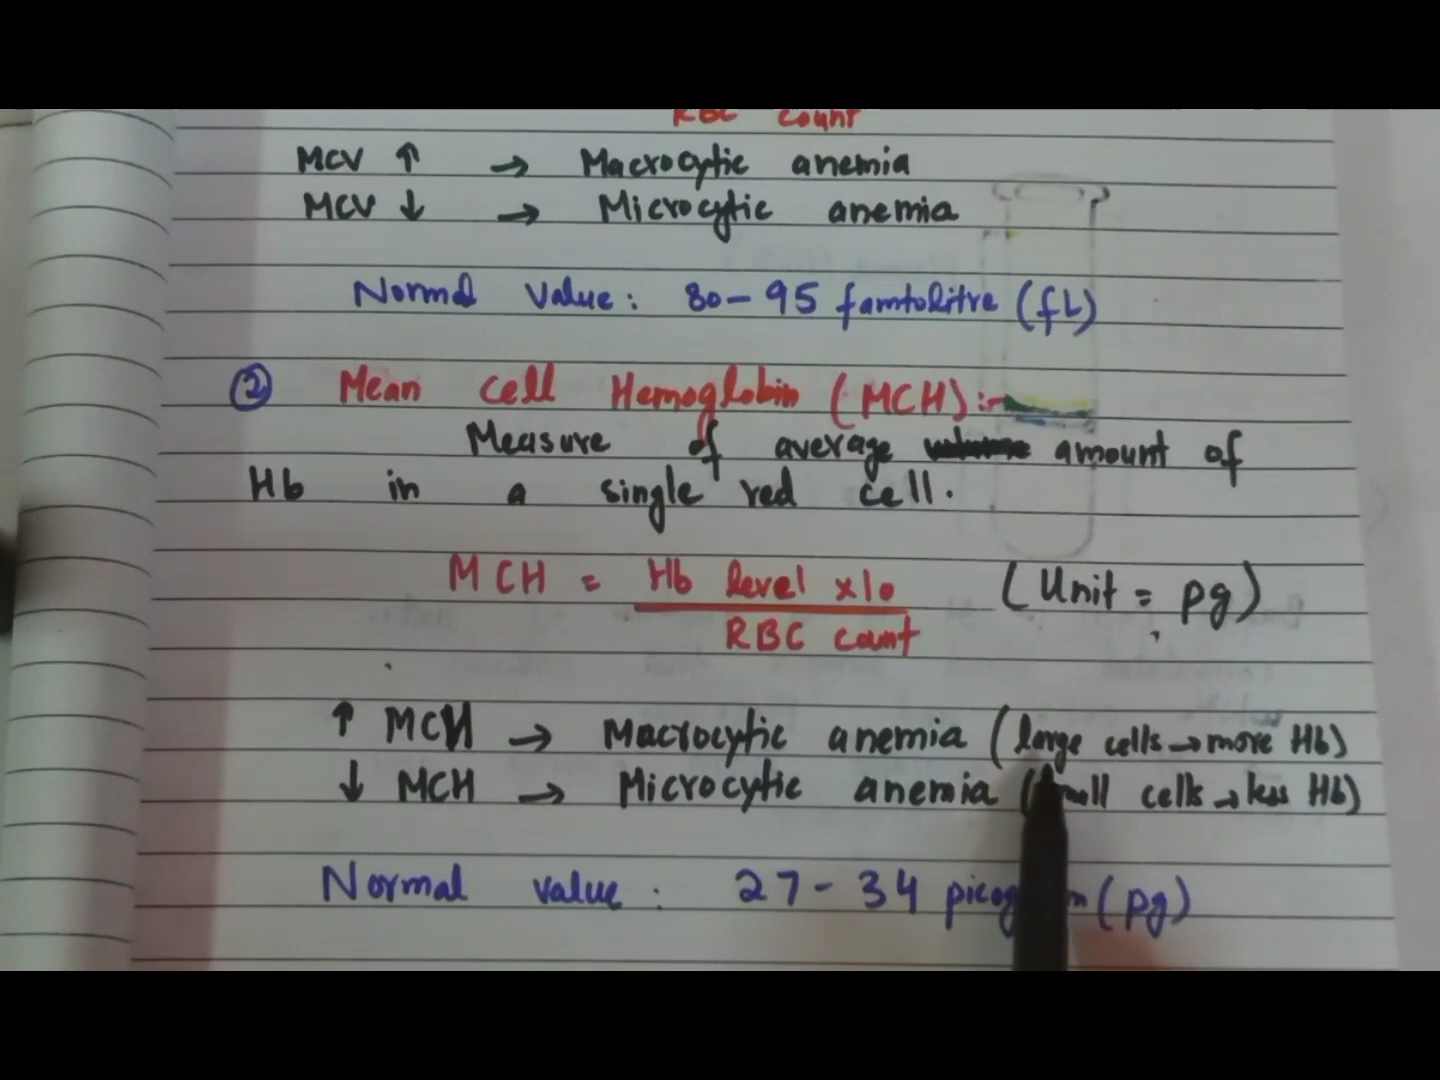 RBC count
MCV ↑ → Macrocytic anemia
MCV ↓ → Microcytic anemia
Normal value: 80-95 famtolitre (fL)
② Mean cell Hemoglobin (MCH):-
Measure of average amount of
Hb in a single red cell.
MCH = Hb level x10 (Unit = pg)
RBC count
↑ MCH → Macrocytic anemia (large cells → more Hb)
↓ MCH → Microcytic anemia ( cells → less Hb)
Normal value: 27-34 (pg)